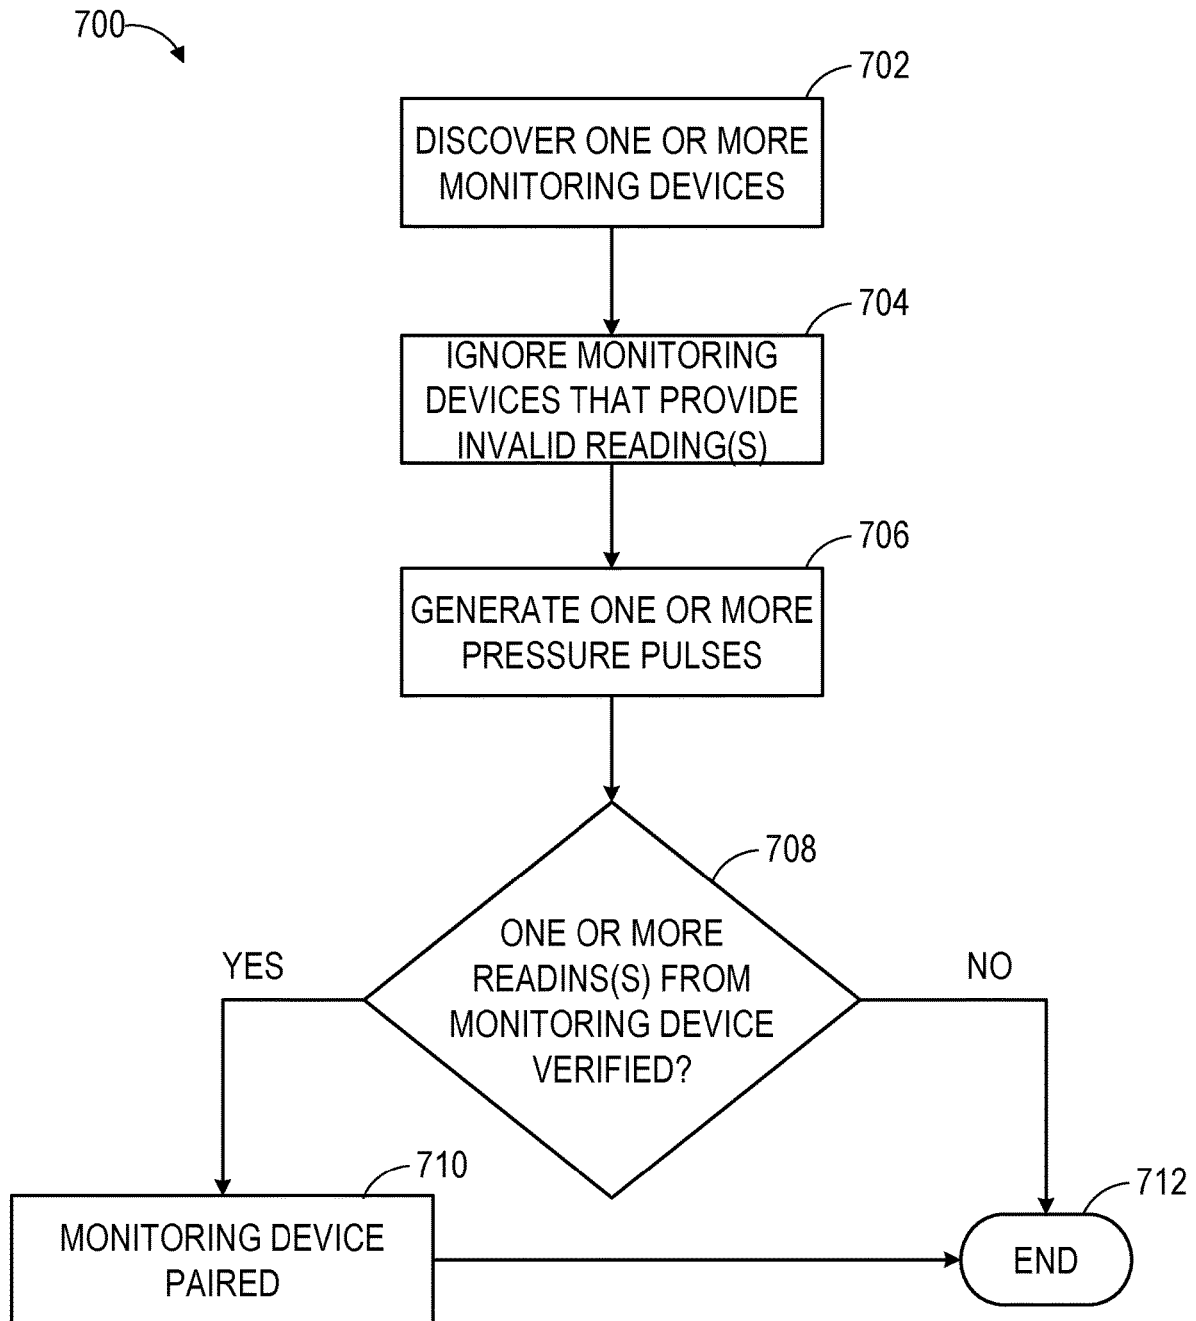 700
702
DISCOVER ONE OR MORE
MONITORING DEVICES
704
IGNORE MONITORING
DEVICES THAT PROVIDE
INVALID READING(S)
706
GENERATE ONE OR MORE
PRESSURE PULSES
708
ONE OR MORE
READINS(S) FROM
MONITORING DEVICE
VERIFIED?
YES
NO
710
MONITORING DEVICE
PAIRED
712
END